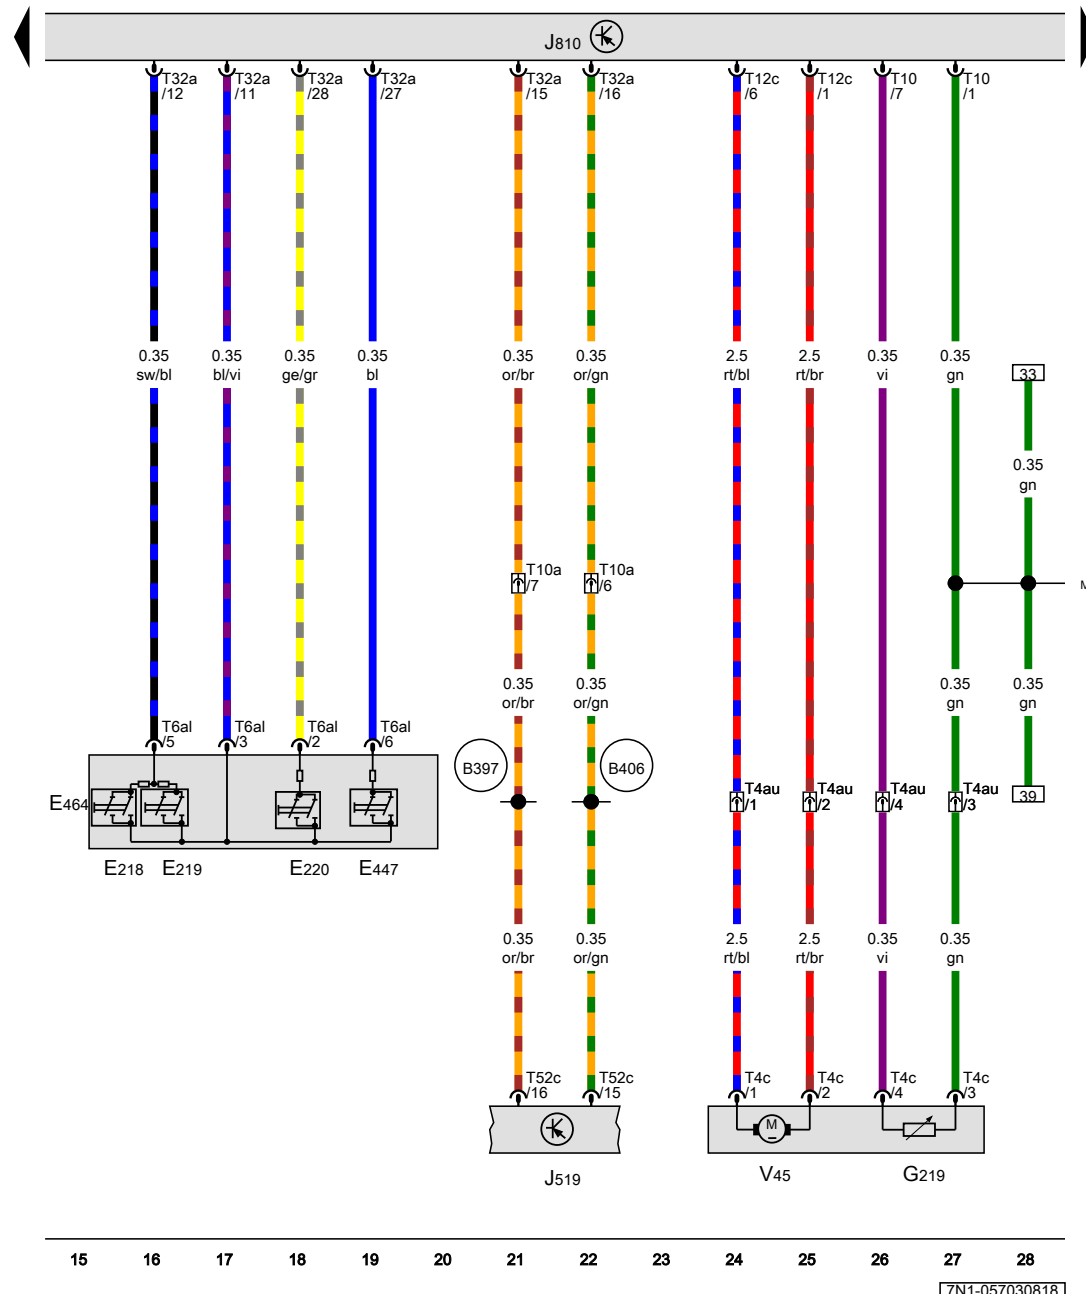 J810
T32a T32a T32a T32a T32a T32a T12c T12c T10 T10
/12 /11 /28 /27 /15 /16 /6 /1 /7 /1
0.35 0.35 0.35 0.35 0.35 0.35 2.5 2.5 0.35 0.35
sw/bl bl/vi ge/gr bl or/br or/gn rt/bl rt/br vi gn 33
0.35
gn
T10a T10a
/7 /6
M
0.35 0.35 0.35 0.35
or/br or/gn gn gn
T6al T6al T6al T6al
/5 /3 /2 /6
B397 B406
T4au T4au T4au T4au
/1 /2 /4 /3 39
E464
E218 E219 E220 E447
0.35 0.35 2.5 2.5 0.35 0.35
or/br or/gn rt/bl rt/br vi gn
T52c T52c T4c T4c T4c T4c
/16 /15 /1 /2 /4 /3
M
J519 V45 G219
15 16 17 18 19 20 21 22 23 24 25 26 27 28
7N1-057030818